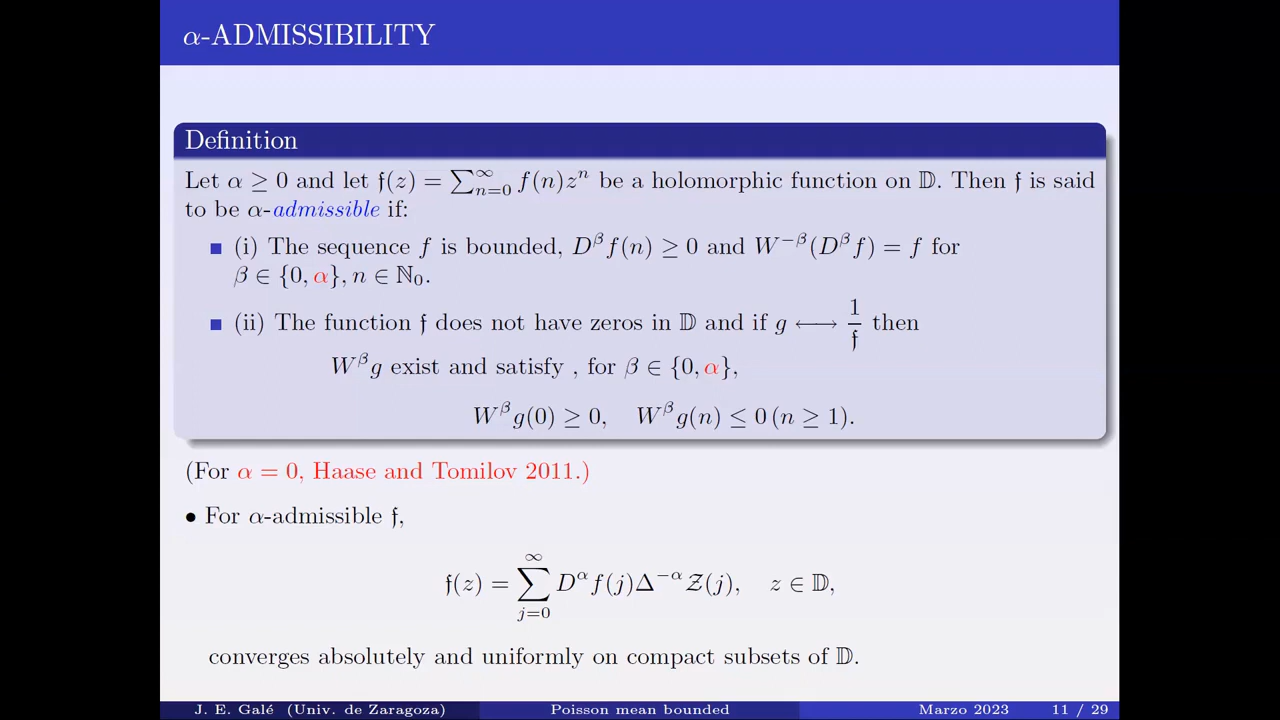 α-ADMISSIBILITY
Definition
Let α ≥ 0 and let 𝔣(z) = ∑_{n=0}^{∞} f(n)zⁿ be a holomorphic function on 𝔻. Then 𝔣 is said
to be α-admissible if:
(i) The sequence f is bounded, D^β f(n) ≥ 0 and W^{−β}(D^β f) = f for
β ∈ {0, α}, n ∈ ℕ₀.
(ii) The function 𝔣 does not have zeros in 𝔻 and if g ⟷ 1/𝔣 then
W^β g exist and satisfy , for β ∈ {0, α},
W^β g(0) ≥ 0, W^β g(n) ≤ 0 (n ≥ 1).
(For α = 0, Haase and Tomilov 2011.)
• For α-admissible 𝔣,
𝔣(z) = ∑_{j=0}^{∞} D^α f(j)Δ^{−α} 𝒵(j), z ∈ 𝔻,
converges absolutely and uniformly on compact subsets of 𝔻.
J. E. Galé (Univ. de Zaragoza) Poisson mean bounded Marzo 2023 11 / 29